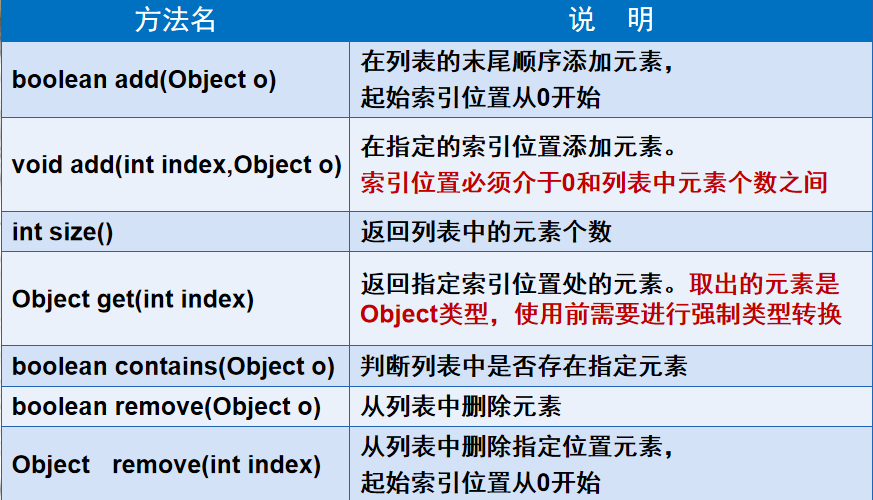 方法名
说 明
boolean add(Object o)
在列表的末尾顺序添加元素，
起始索引位置从0开始
void add(int index,Object o)
在指定的索引位置添加元素。
索引位置必须介于0和列表中元素个数之间
int size()
返回列表中的元素个数
Object get(int index)
返回指定索引位置处的元素。取出的元素是
Object类型，使用前需要进行强制类型转换
boolean contains(Object o)
判断列表中是否存在指定元素
boolean remove(Object o)
从列表中删除元素
Object remove(int index)
从列表中删除指定位置元素，
起始索引位置从0开始